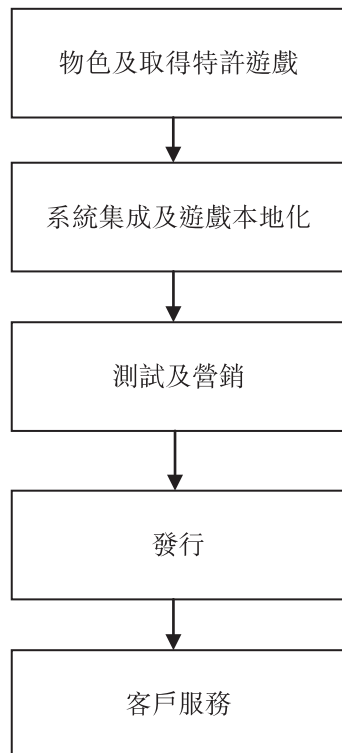 物色及取得特許遊戲
系統集成及遊戲本地化
測試及營銷
發行
客戶服務